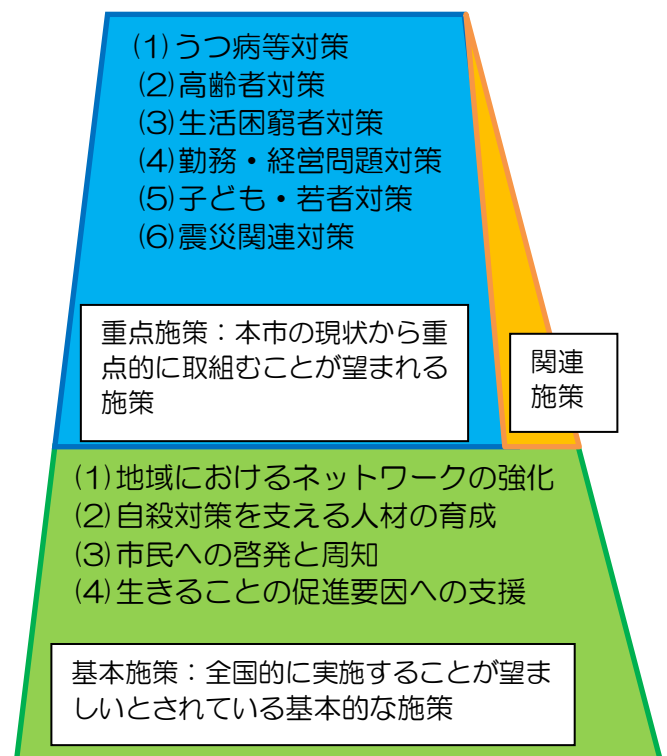 (1)うつ病等対策
(2)高齢者対策
(3)生活困窮者対策
(4)勤務・経営問題対策
(5)子ども・若者対策
(6)震災関連対策
重点施策：本市の現状から重
点的に取組むことが望まれる
施策
関連
施策
(1)地域におけるネットワークの強化
(2)自殺対策を支える人材の育成
(3)市民への啓発と周知
(4)生きることの促進要因への支援
基本施策：全国的に実施することが望ま
しいとされている基本的な施策